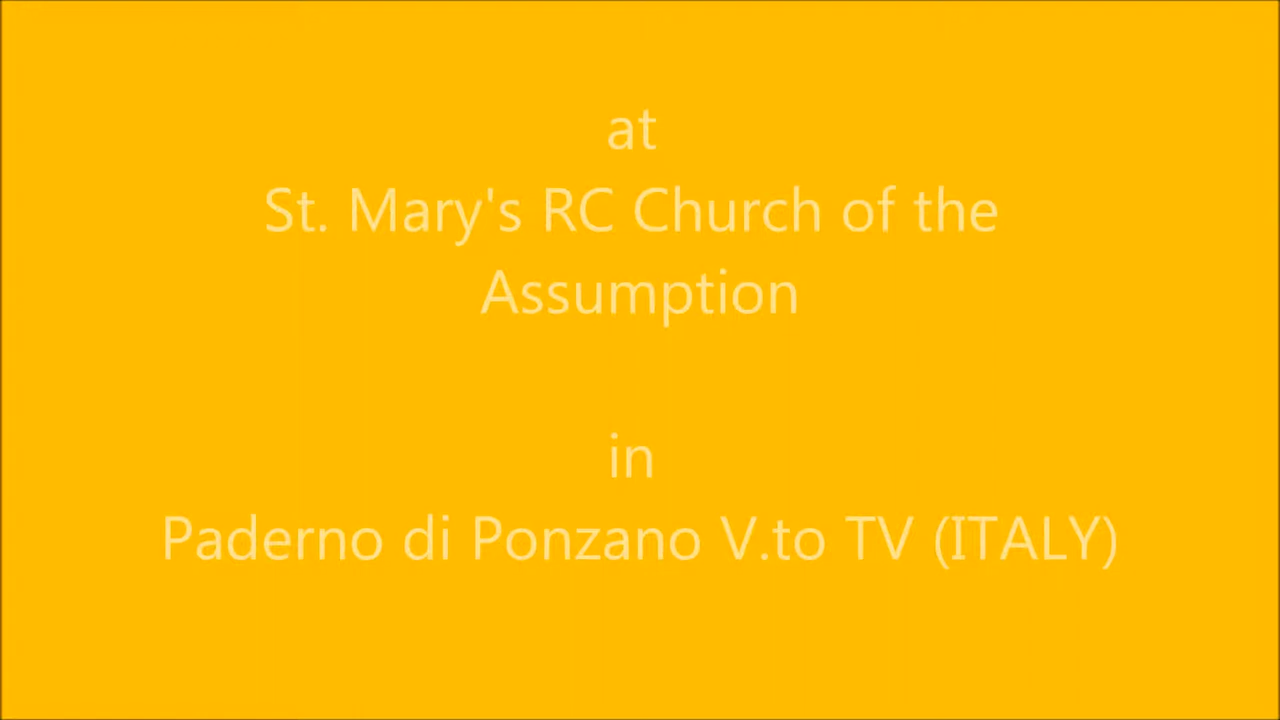 at
St. Mary's RC Church of the
Assumption
in
Paderno di Ponzano V.to TV (ITALY)